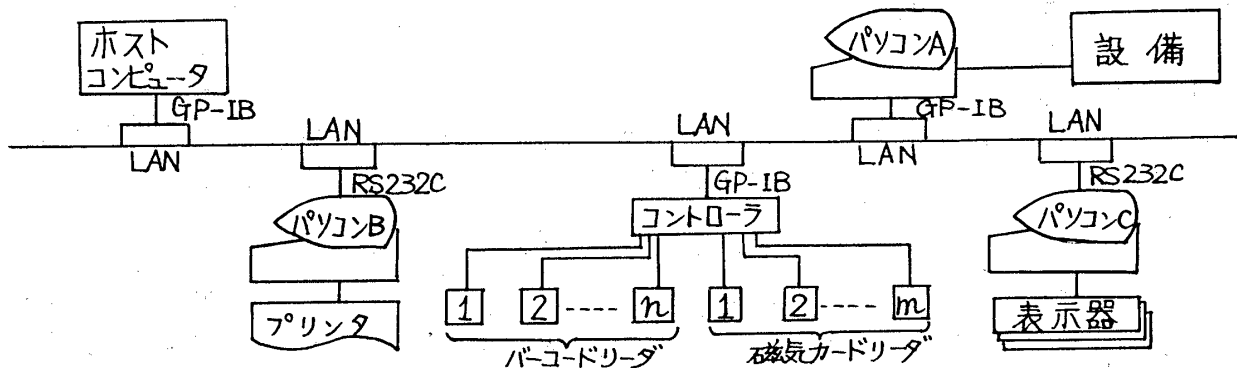 ホスト
コンピュータ
GP-IB
LAN
LAN
RS232C
パソコンB
プリンタ
LAN
GP-IB
コントローラ
1 2 ---- n
バーコードリーダ
1 2 ---- m
磁気カードリーダ
パソコンA
設備
GP-IB
LAN
LAN
RS232C
パソコンC
表示器